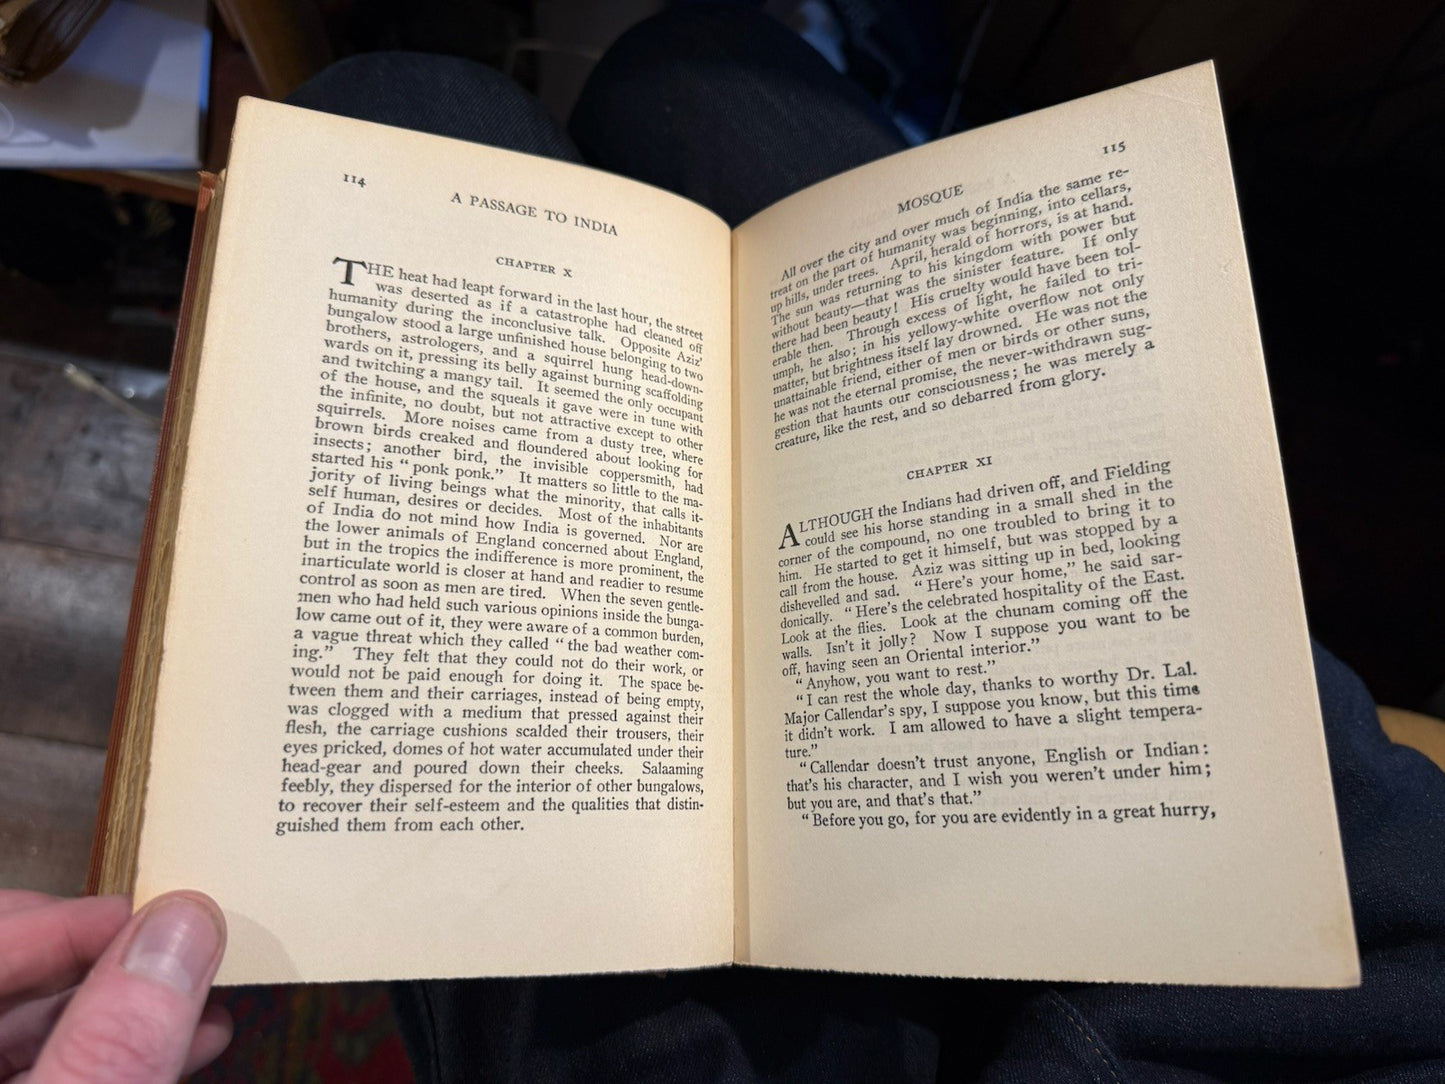 114
A PASSAGE TO INDIA
CHAPTER X
THE heat had leapt forward in the last hour, the street
was deserted as if a catastrophe had cleaned off
humanity during the inconclusive talk. Opposite Aziz'
bungalow stood a large unfinished house belonging to two
brothers, astrologers, and a squirrel hung head-down-
wards on it, pressing its belly against burning scaffolding
and twitching a mangy tail. It seemed the only occupant
of the house, and the squeals it gave were in tune with
the infinite, no doubt, but not attractive except to other
squirrels. More noises came from a dusty tree, where
brown birds creaked and floundered about looking for
insects; another bird, the invisible coppersmith, had
started his "ponk ponk." It matters so little to the ma-
jority of living beings what the minority, that calls it-
self human, desires or decides. Most of the inhabitants
of India do not mind how India is governed. Nor are
the lower animals of England concerned about England,
but in the tropics the indifference is more prominent, the
inarticulate world is closer at hand and readier to resume
control as soon as men are tired. When the seven gentle-
men who had held such various opinions inside the bunga-
low came out of it, they were aware of a common burden,
a vague threat which they called "the bad weather com-
ing." They felt that they could not do their work, or
would not be paid enough for doing it. The space be-
tween them and their carriages, instead of being empty,
was clogged with a medium that pressed against their
flesh, the carriage cushions scalded their trousers, their
eyes pricked, domes of hot water accumulated under their
head-gear and poured down their cheeks. Salaaming
feebly, they dispersed for the interior of other bungalows,
to recover their self-esteem and the qualities that distin-
guished them from each other.
115
MOSQUE
All over the city and over much of India the same re-
treat on the part of humanity was beginning, into cellars,
up hills, under trees. April, herald of horrors, is at hand.
The sun was returning to his kingdom with power but
without beauty—that was the sinister feature. If only
there had been beauty! His cruelty would have been tol-
erable then. Through excess of light, he failed to tri-
umph, he also; in his yellowy-white overflow not only
matter, but brightness itself lay drowned. He was not the
unattainable friend, either of men or birds or other suns,
he was not the eternal promise, the never-withdrawn sug-
gestion that haunts our consciousness; he was merely a
creature, like the rest, and so debarred from glory.
CHAPTER XI
ALTHOUGH the Indians had driven off, and Fielding
could see his horse standing in a small shed in the
corner of the compound, no one troubled to bring it to
him. He started to get it himself, but was stopped by a
call from the house. Aziz was sitting up in bed, looking
dishevelled and sad. "Here's your home," he said sar-
donically. "Here's the celebrated hospitality of the East.
Look at the flies. Look at the chunam coming off the
walls. Isn't it jolly? Now I suppose you want to be
off, having seen an Oriental interior."
"Anyhow, you want to rest."
"I can rest the whole day, thanks to worthy Dr. Lal.
Major Callendar's spy, I suppose you know, but this time
it didn't work. I am allowed to have a slight tempera-
ture."
"Callendar doesn't trust anyone, English or Indian:
that's his character, and I wish you weren't under him;
but you are, and that's that."
"Before you go, for you are evidently in a great hurry,